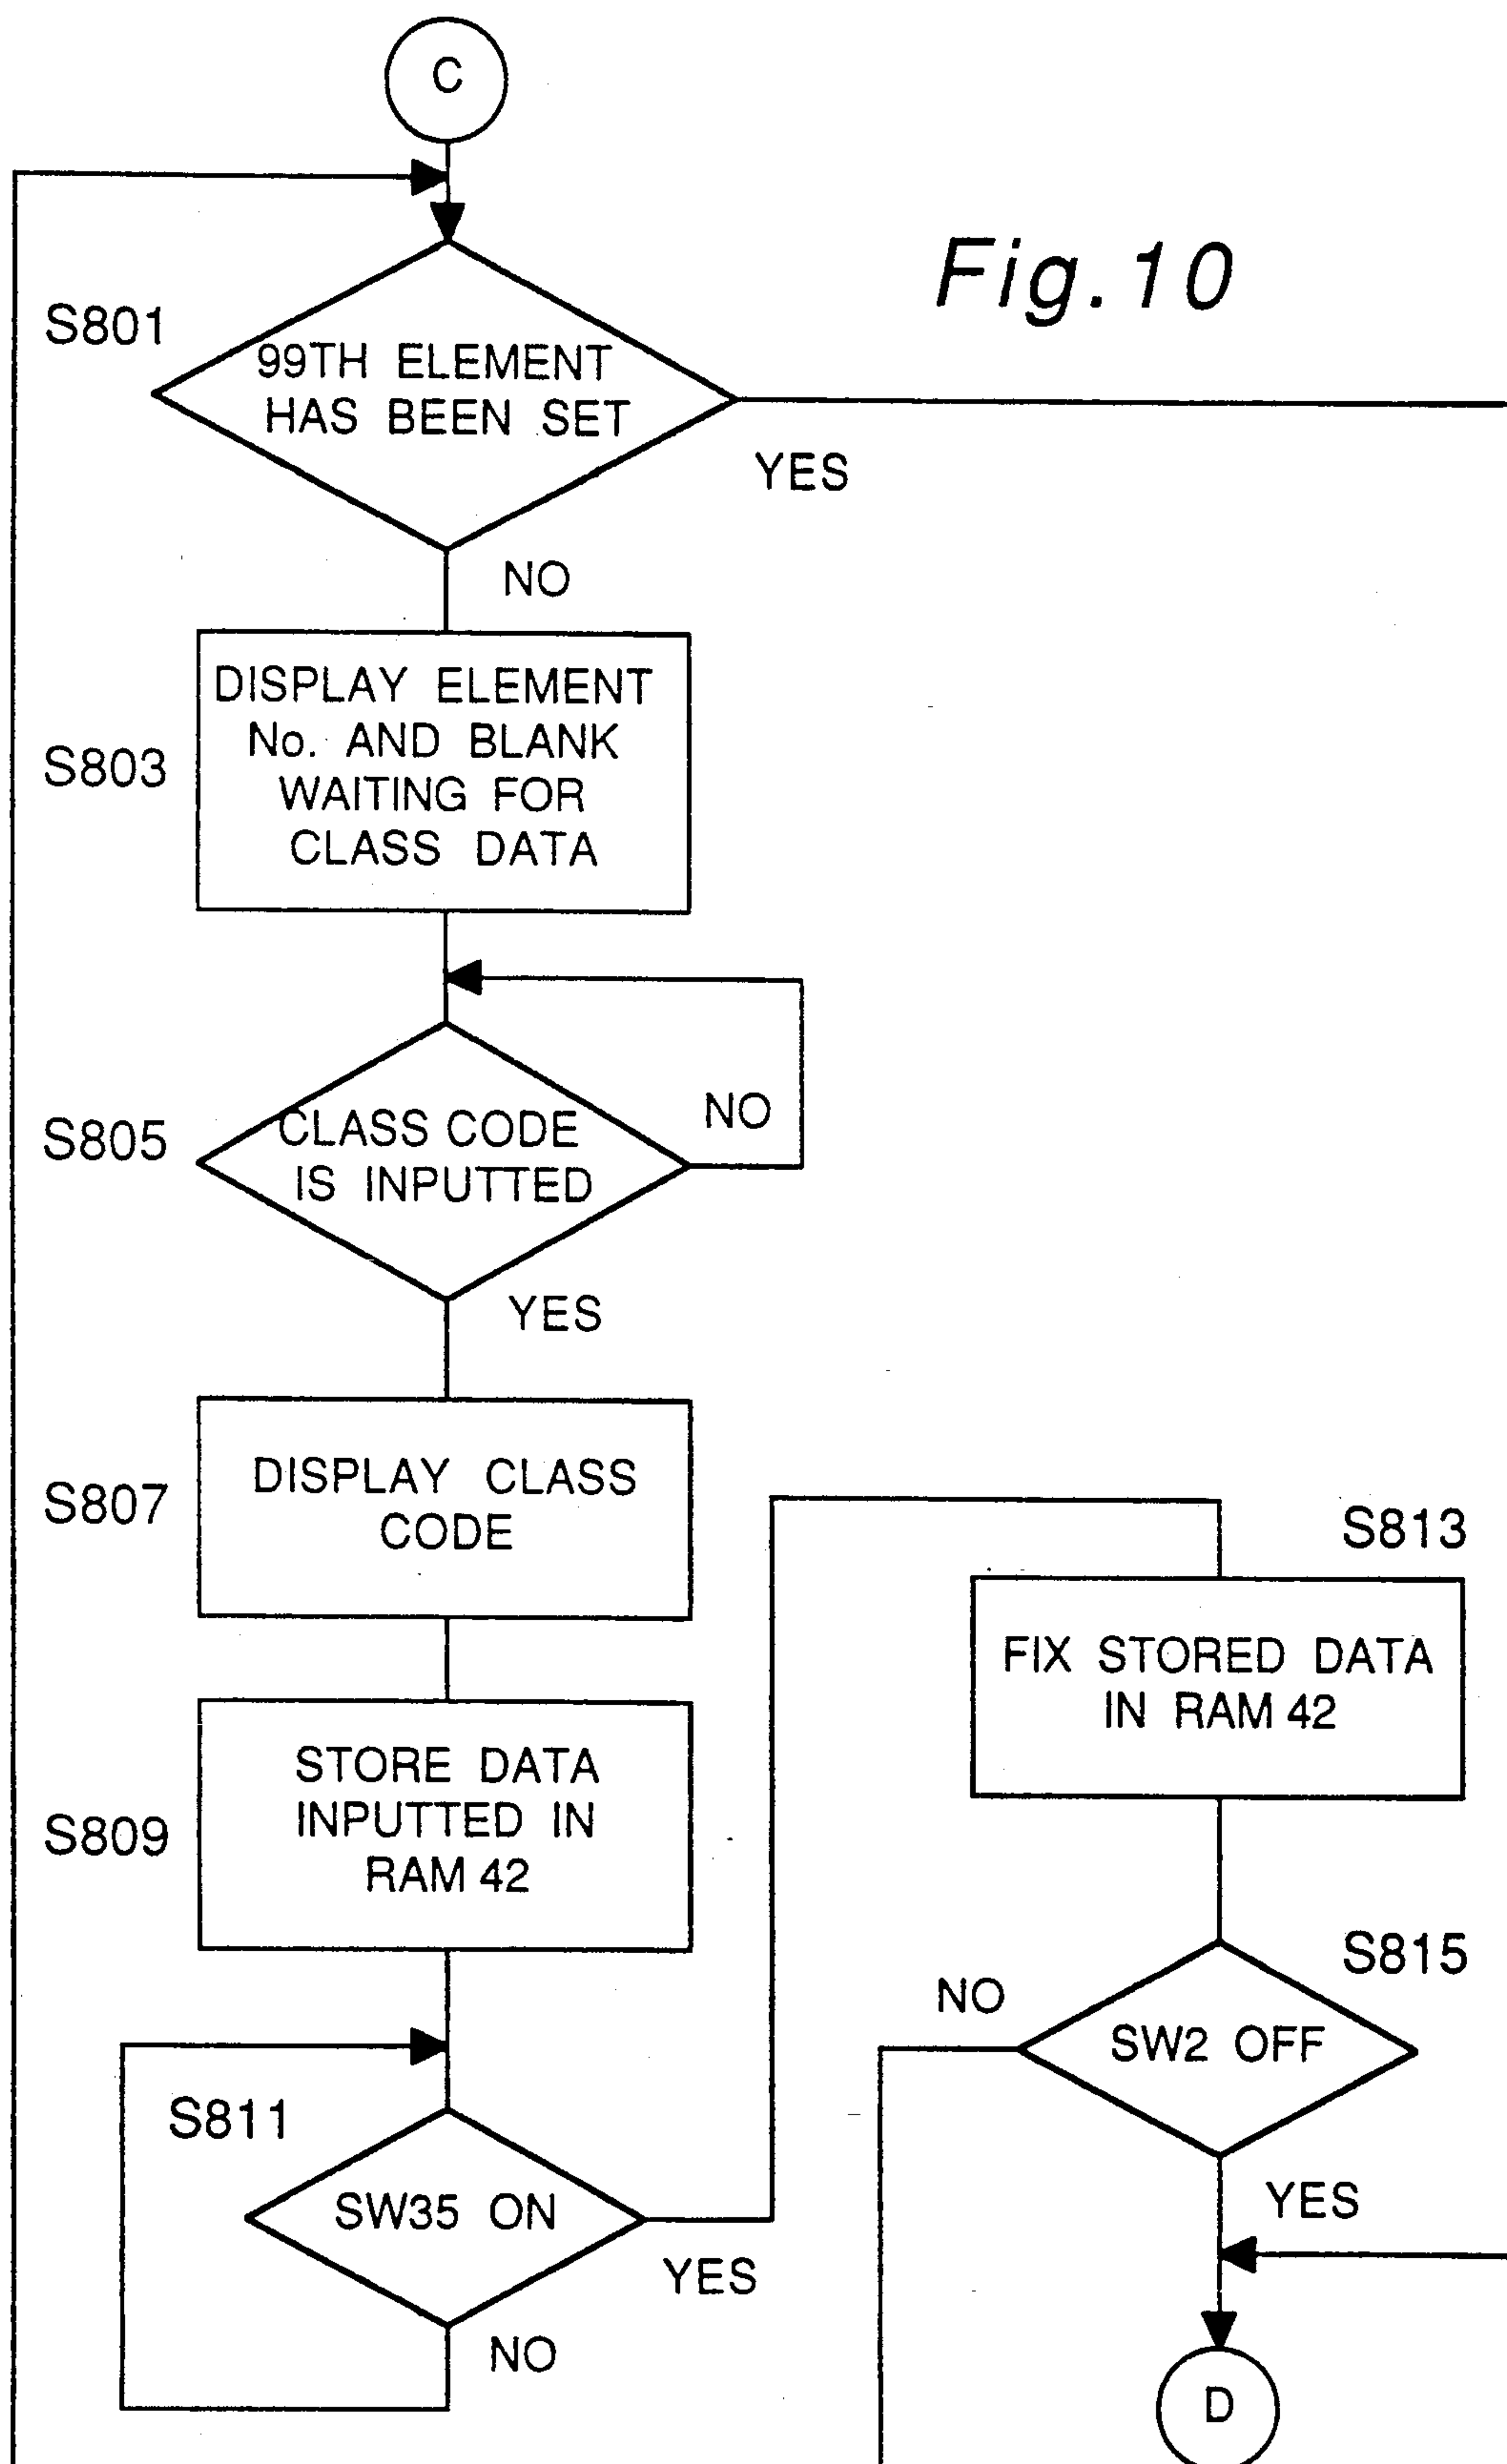 C
Fig.10
S801
99TH ELEMENT
HAS BEEN SET
YES
NO
S803
DISPLAY ELEMENT
No. AND BLANK
WAITING FOR
CLASS DATA
S805
CLASS CODE
IS INPUTTED
NO
YES
S807
DISPLAY CLASS
CODE
S809
STORE DATA
INPUTTED IN
RAM 42
S811
SW35 ON
YES
NO
S813
FIX STORED DATA
IN RAM 42
S815
NO
SW2 OFF
YES
D